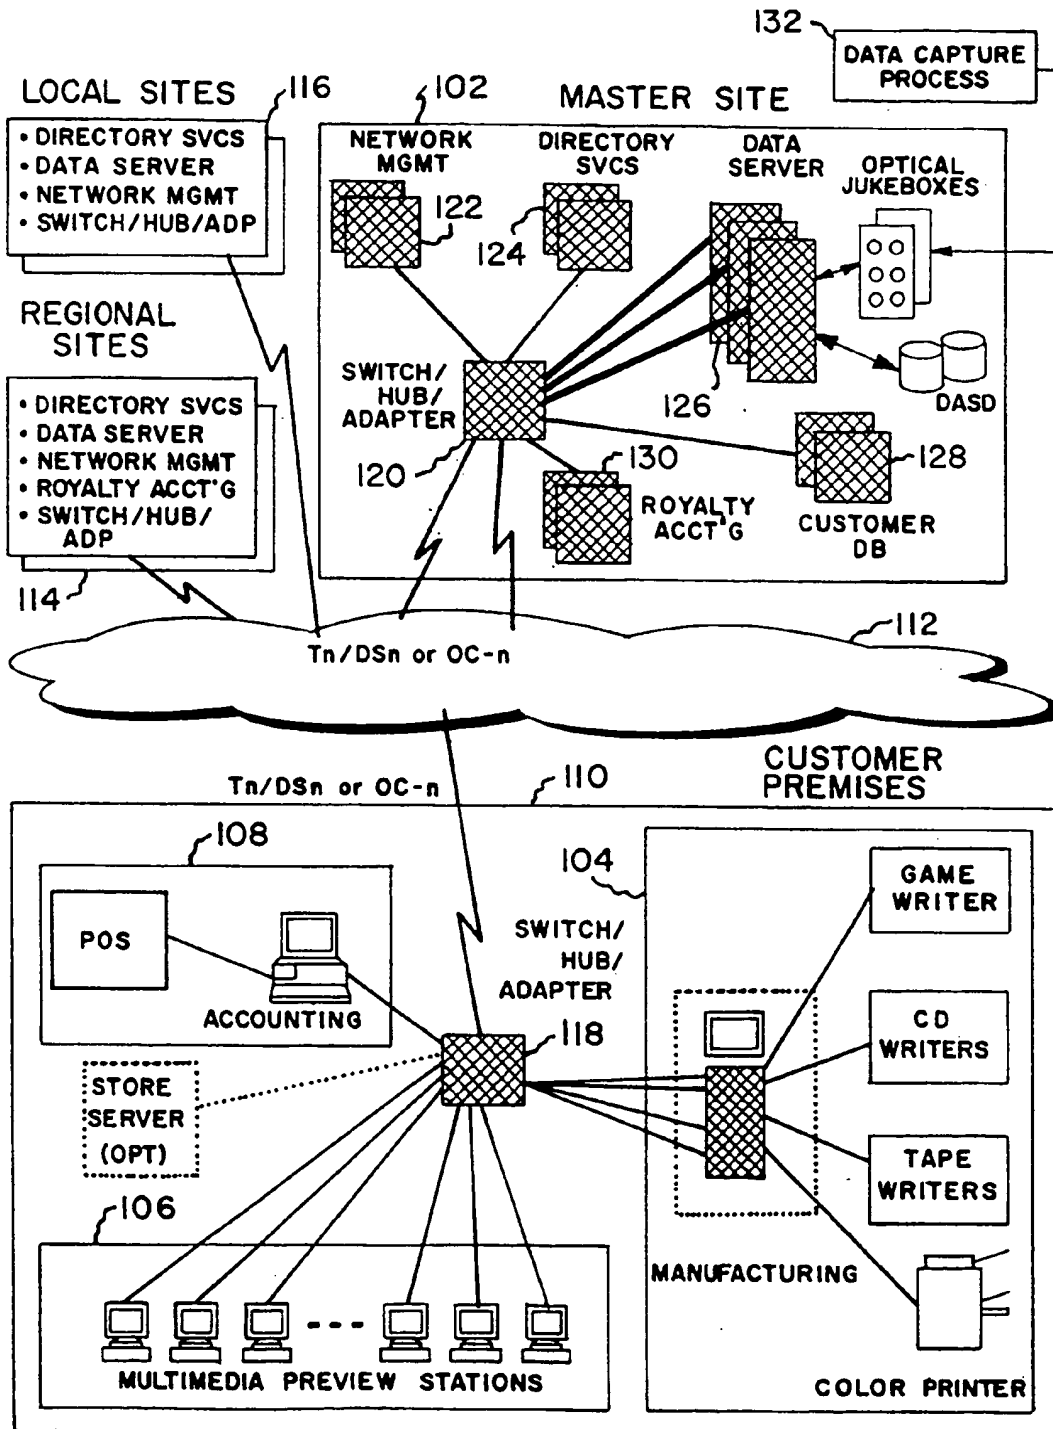 132
DATA CAPTURE
PROCESS
LOCAL SITES
116
• DIRECTORY SVCS
• DATA SERVER
• NETWORK MGMT
• SWITCH/HUB/ADP
102
MASTER SITE
NETWORK
MGMT
122
DIRECTORY
SVCS
124
DATA
SERVER
126
OPTICAL
JUKEBOXES
DASD
REGIONAL
SITES
• DIRECTORY SVCS
• DATA SERVER
• NETWORK MGMT
• ROYALTY ACCT'G
• SWITCH/HUB/
ADP
114
SWITCH/
HUB/
ADAPTER
120
130
ROYALTY
ACCT'G
128
CUSTOMER
DB
112
Tn/DSn or OC-n
CUSTOMER
PREMISES
Tn/DSn or OC-n
110
108
POS
ACCOUNTING
SWITCH/
HUB/
ADAPTER
118
STORE
SERVER
(OPT)
106
MULTIMEDIA PREVIEW STATIONS
104
GAME
WRITER
CD
WRITERS
TAPE
WRITERS
MANUFACTURING
COLOR PRINTER